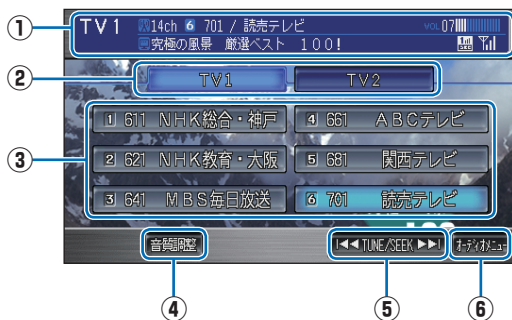 ①
TV1 放 14ch 6 701 / 読売テレビ VOL 07
究極の風景 厳選ベスト 100!
②
TV1 TV2
③
1 611 NHK総合・神戸 4 661 ABCテレビ
2 621 NHK教育・大阪 5 681 関西テレビ
3 641 MBS毎日放送 6 701 読売テレビ
音質調整 TUNE/SEEK オーディオメニュー
④ ⑤ ⑥